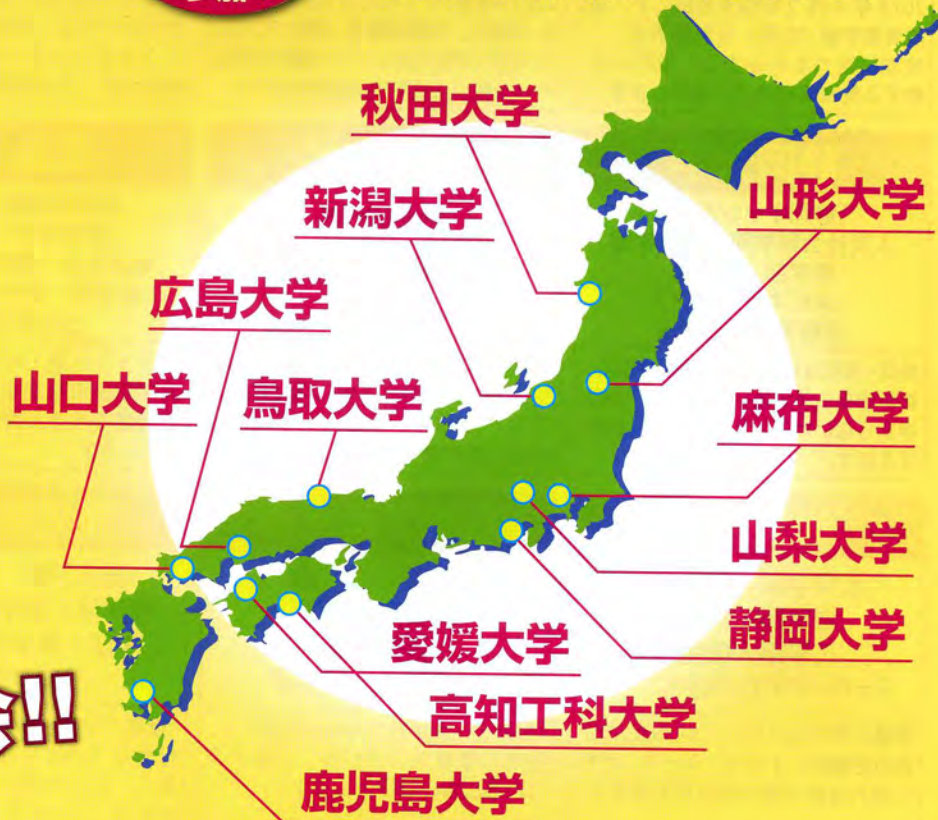 秋田大学
新潟大学
山形大学
広島大学
山口大学
鳥取大学
麻布大学
山梨大学
静岡大学
愛媛大学
高知工科大学
鹿児島大学
!!